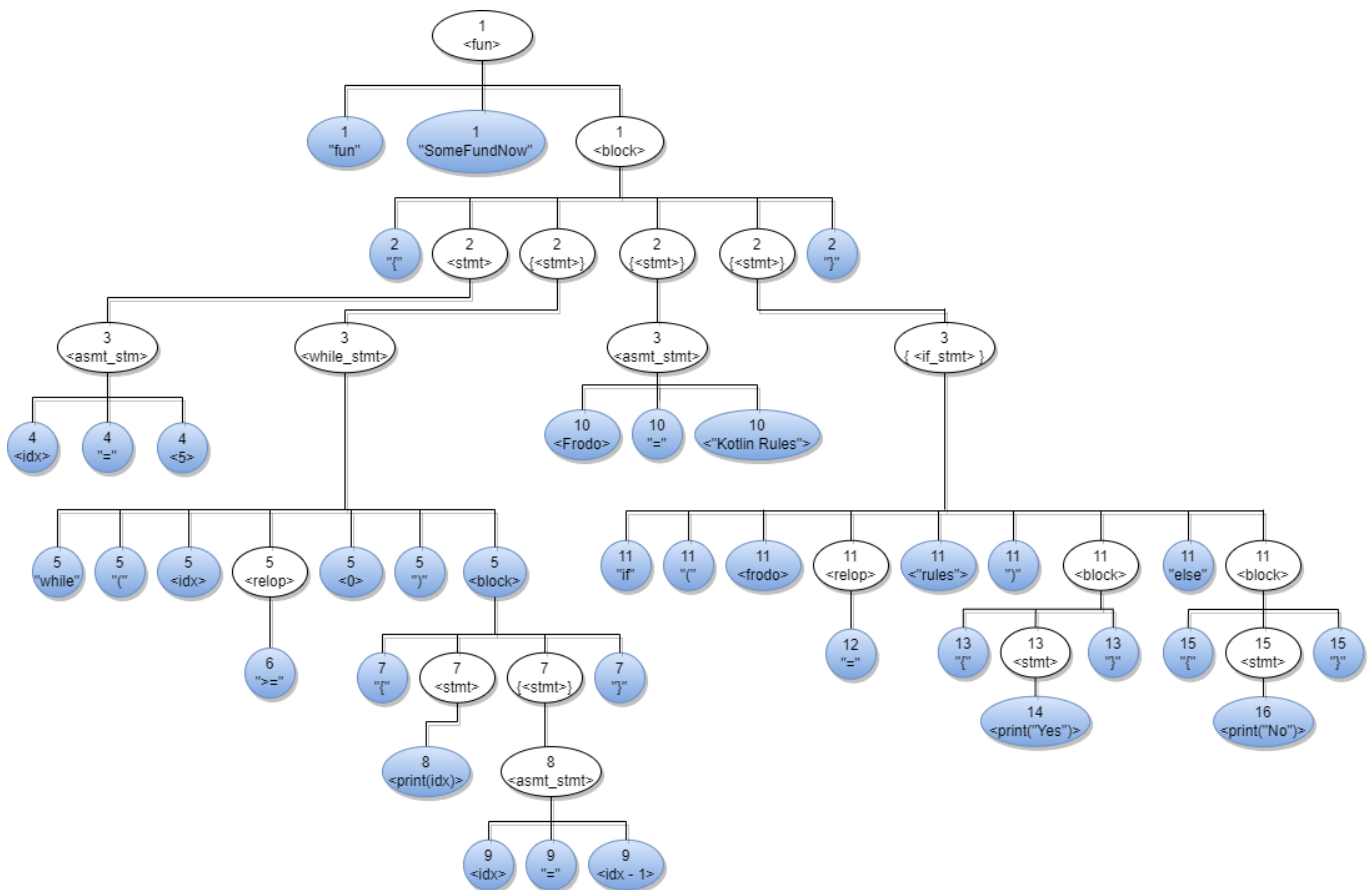 1
<fun>
1
"fun"
1
"SomeFundNow"
1
<block>
2
"{"
2
<stmt>
2
{<stmt>}
2
{<stmt>}
2
{<stmt>}
2
"}"
3
<asmt_stm>
3
<while_stmt>
3
<asmt_stmt>
3
{ <if_stmt> }
4
<idx>
4
"="
4
<5>
10
<Frodo>
10
"="
10
<"Kotlin Rules">
5
"while"
5
"("
5
<idx>
5
<relop>
5
<0>
5
")"
5
<block>
11
"if"
11
"("
11
<frodo>
11
<relop>
11
<"rules">
11
")"
11
<block>
11
"else"
11
<block>
6
">="
7
"{"
7
<stmt>
7
{<stmt>}
7
"}"
12
"="
13
"{"
13
<stmt>
13
"}"
15
"{"
15
<stmt>
15
"}"
14
<print("Yes")>
16
<print("No")>
8
<print(idx)>
8
<asmt_stmt>
9
<idx>
9
"="
9
<idx - 1>